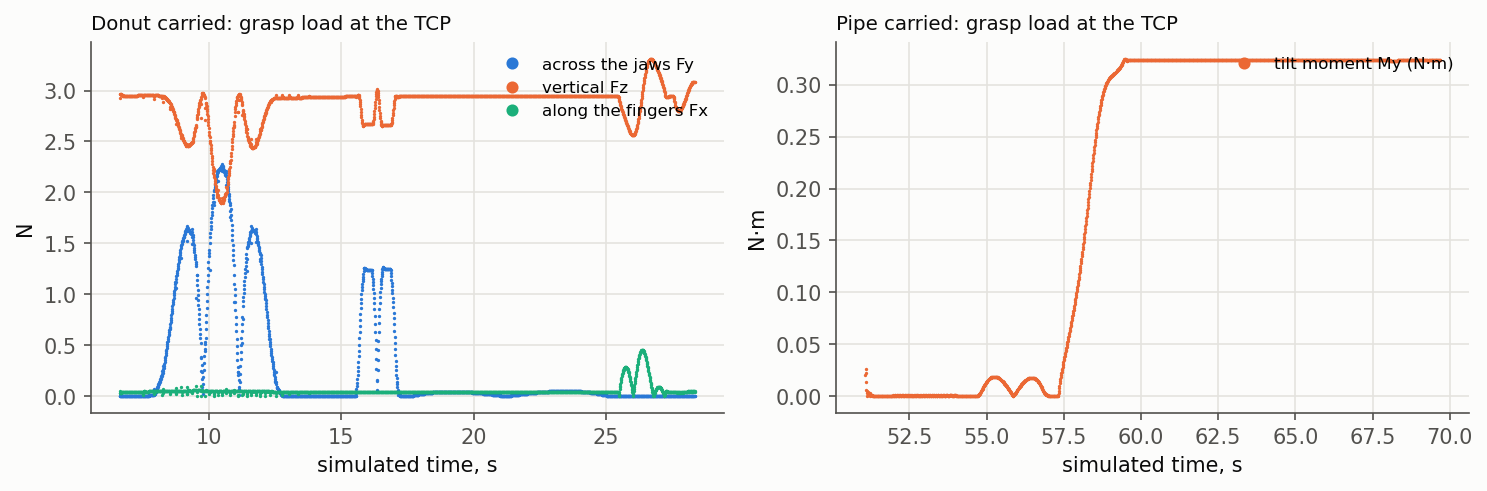 Donut carried: grasp load at the TCP
across the jaws Fy
vertical Fz
along the fingers Fx
N
3.0
2.5
2.0
1.5
1.0
0.5
0.0
10
15
20
25
simulated time, s
Pipe carried: grasp load at the TCP
tilt moment My (N·m)
N·m
0.30
0.25
0.20
0.15
0.10
0.05
0.00
52.5
55.0
57.5
60.0
62.5
65.0
67.5
70.0
simulated time, s